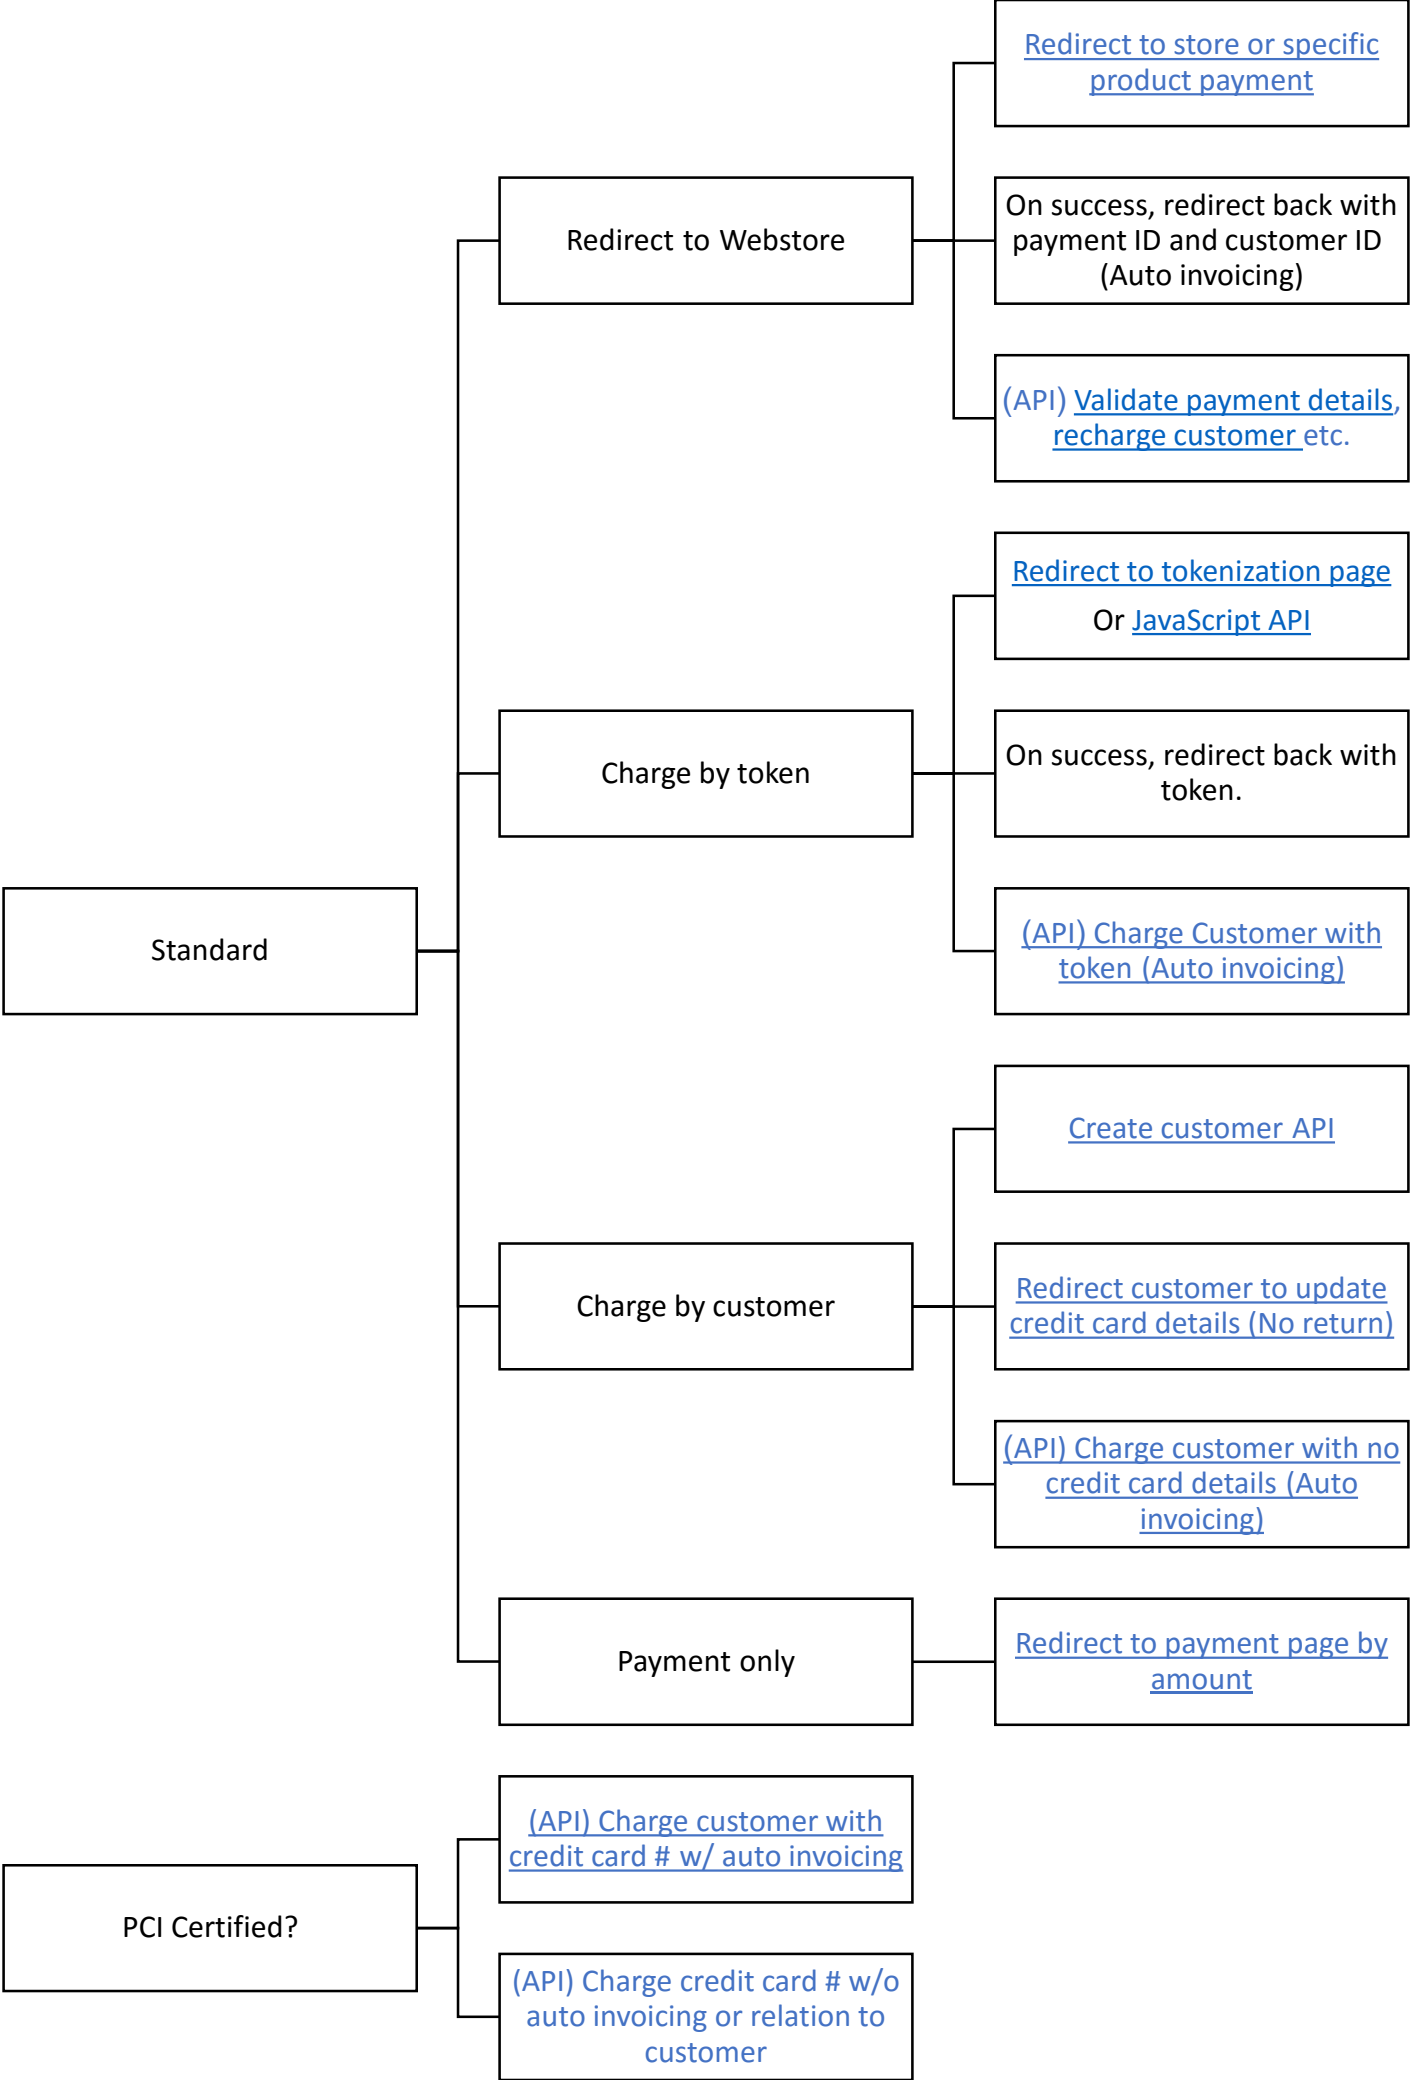 Redirect to store or specific
product payment
Redirect to Webstore
On success, redirect back with
payment ID and customer ID
(Auto invoicing)
(API) Validate payment details,
recharge customer etc.
Redirect to tokenization page
Or JavaScript API
Charge by token
On success, redirect back with
token.
Standard
(API) Charge Customer with
token (Auto invoicing)
Create customer API
Charge by customer
Redirect customer to update
credit card details (No return)
(API) Charge customer with no
credit card details (Auto
invoicing)
Payment only
Redirect to payment page by
amount
(API) Charge customer with
credit card # w/ auto invoicing
PCI Certified?
(API) Charge credit card # w/o
auto invoicing or relation to
customer